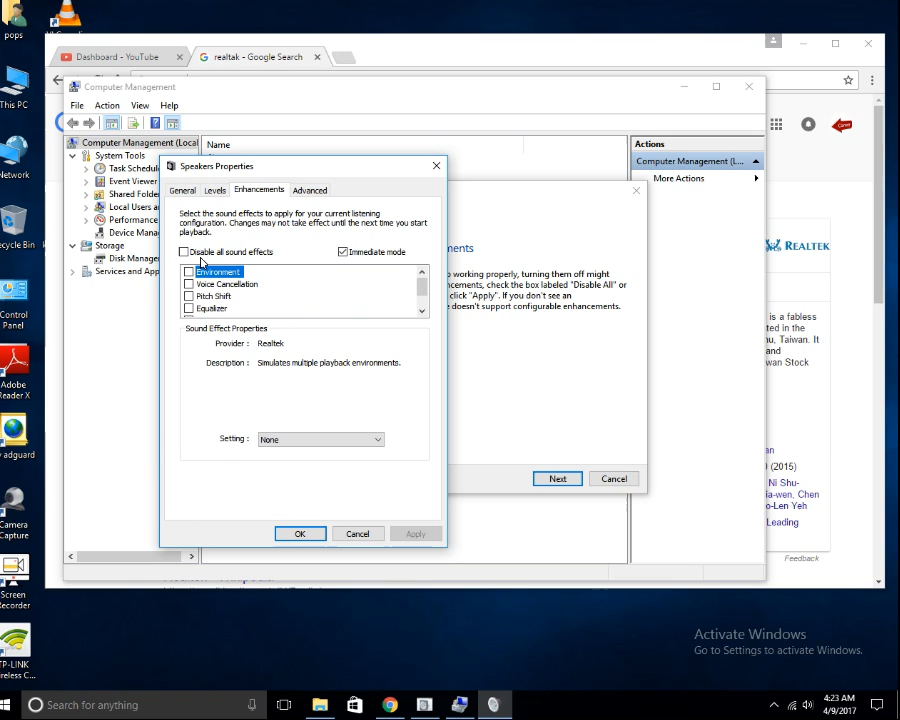 pops
This PC
Network
ecycle Bin
Control
Panel
Adobe
Reader X
adguard
Camera
Capture
Screen
Recorder
TP-LINK
ireless C...
Dashboard - YouTube
realtak - Google Search
Computer Management
File Action View Help
Computer Management (Local
System Tools
Task Schedul
Event Viewer
Shared Folde
Local Users a
Performance
Device Mana
Storage
Disk Manage
Services and App
Name
Actions
Computer Management (L...
More Actions
Speakers Properties
General Levels Enhancements Advanced
Select the sound effects to apply for your current listening
configuration. Changes may not take effect until the next time you start
playback.
Disable all sound effects
Immediate mode
Environment
Voice Cancellation
Pitch Shift
Equalizer
Sound Effect Properties
Provider : Realtek
Description : Simulates multiple playback environments.
Setting : None
OK Cancel Apply
ments
working properly, turning them off might
ncements, check the box labeled "Disable All" or
click "Apply". If you don't see an
doesn't support configurable enhancements.
Next Cancel
REALTEK
is a fabless
ted in the
hu, Taiwan. It
and
wan Stock
an
(2015)
Ni Shu-
ia-wen, Chen
o-Len Yeh
Leading
Feedback
Activate Windows
Go to Settings to activate Windows.
Search for anything
4:23 AM
4/9/2017